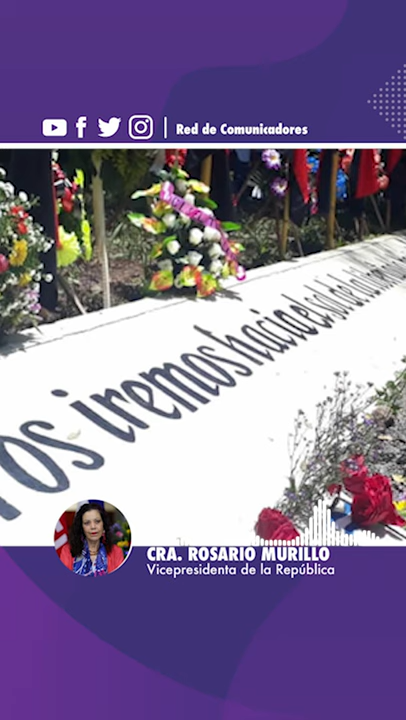 Red de Comunicadores
os iremos hacia el sol de la
CRA. ROSARIO MURILLO
Vicepresidenta de la República